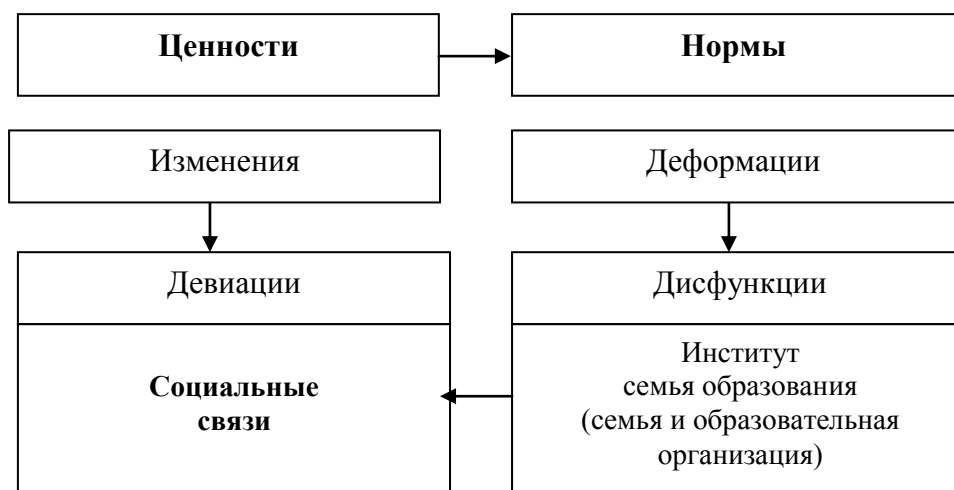 Ценности
Нормы
Изменения
Деформации
Девиации
Дисфункции
Социальные
связи
Институт
семья образования
(семья и образовательная
организация)